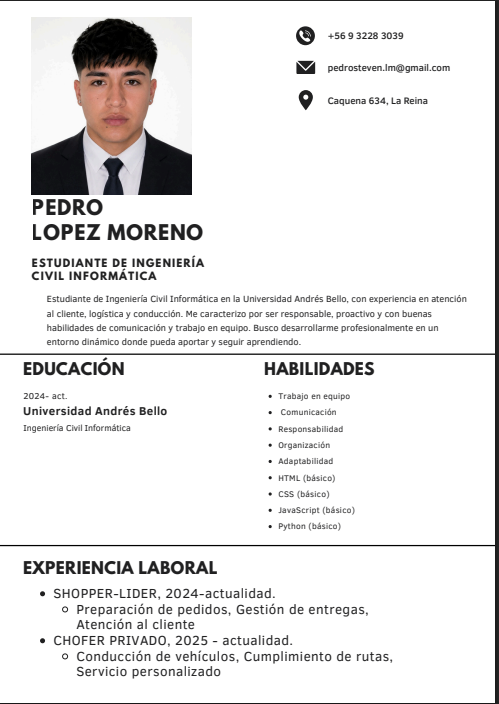 +56 9 3228 3039
pedrosteven.lm@gmail.com
Caquena 634, La Reina
PEDRO
LOPEZ MORENO
ESTUDIANTE DE INGENIERÍA
CIVIL INFORMÁTICA
Estudiante de Ingeniería Civil Informática en la Universidad Andrés Bello, con experiencia en atención
al cliente, logística y conducción. Me caracterizo por ser responsable, proactivo y con buenas
habilidades de comunicación y trabajo en equipo. Busco desarrollarme profesionalmente en un
entorno dinámico donde pueda aportar y seguir aprendiendo.
EDUCACIÓN
2024- act.
Universidad Andrés Bello
Ingeniería Civil Informática
HABILIDADES
• Trabajo en equipo
• Comunicación
• Responsabilidad
• Organización
• Adaptabilidad
• HTML (básico)
• CSS (básico)
• JavaScript (básico)
• Python (básico)
EXPERIENCIA LABORAL
• SHOPPER-LIDER, 2024-actualidad.
○ Preparación de pedidos, Gestión de entregas,
Atención al cliente
• CHOFER PRIVADO, 2025 - actualidad.
○ Conducción de vehículos, Cumplimiento de rutas,
Servicio personalizado